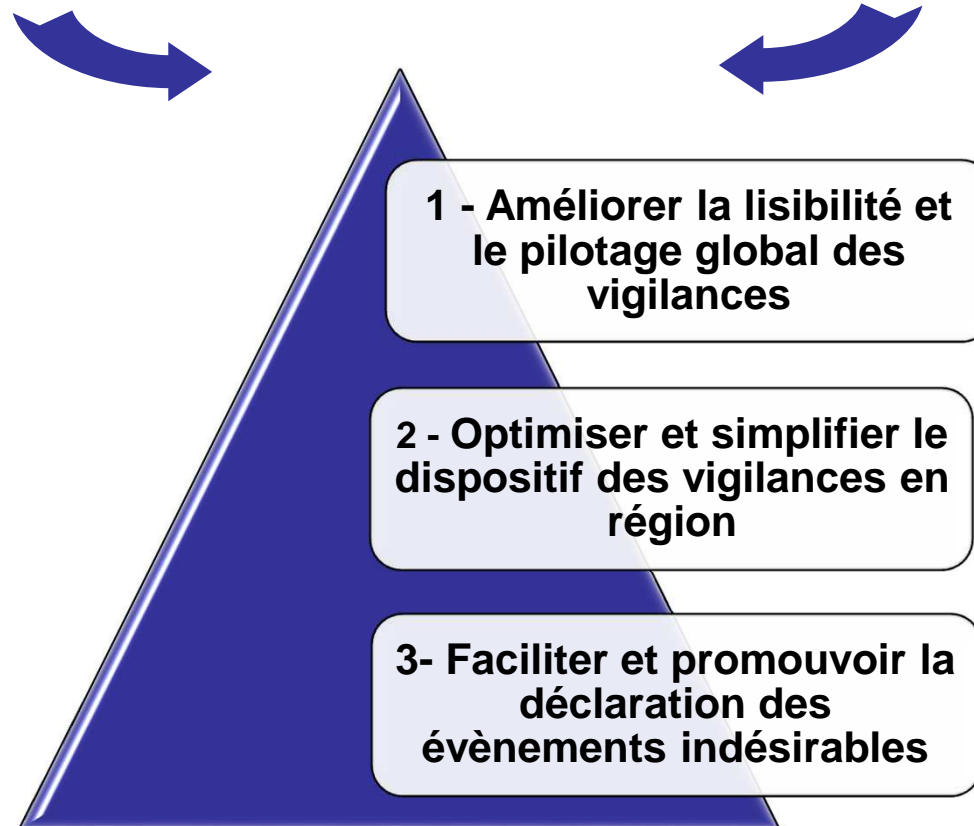 1 - Améliorer la lisibilité et
le pilotage global des
vigilances
2 - Optimiser et simplifier le
dispositif des vigilances en
région
3- Faciliter et promouvoir la
déclaration des
évènements indésirables